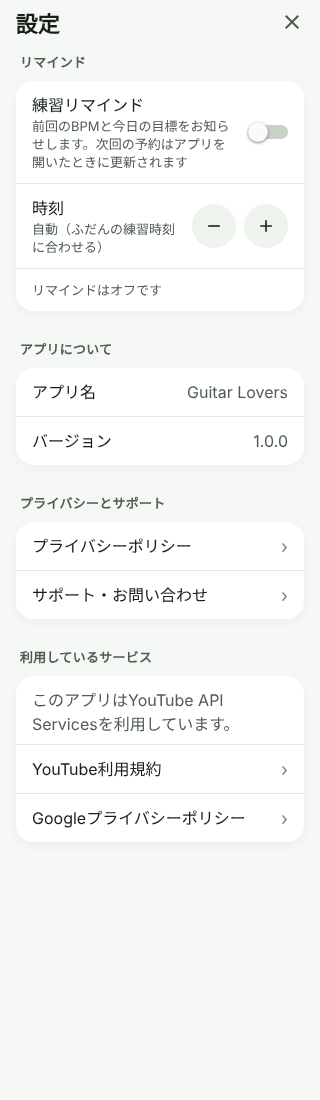 設定
リマインド
練習リマインド
前回のBPMと今日の目標をお知ら
せします。次回の予約はアプリを
開いたときに更新されます
時刻
自動（ふだんの練習時刻
に合わせる）
リマインドはオフです
アプリについて
アプリ名 Guitar Lovers
バージョン 1.0.0
プライバシーとサポート
プライバシーポリシー
サポート・お問い合わせ
利用しているサービス
このアプリはYouTube API
Servicesを利用しています。
YouTube利用規約
Googleプライバシーポリシー